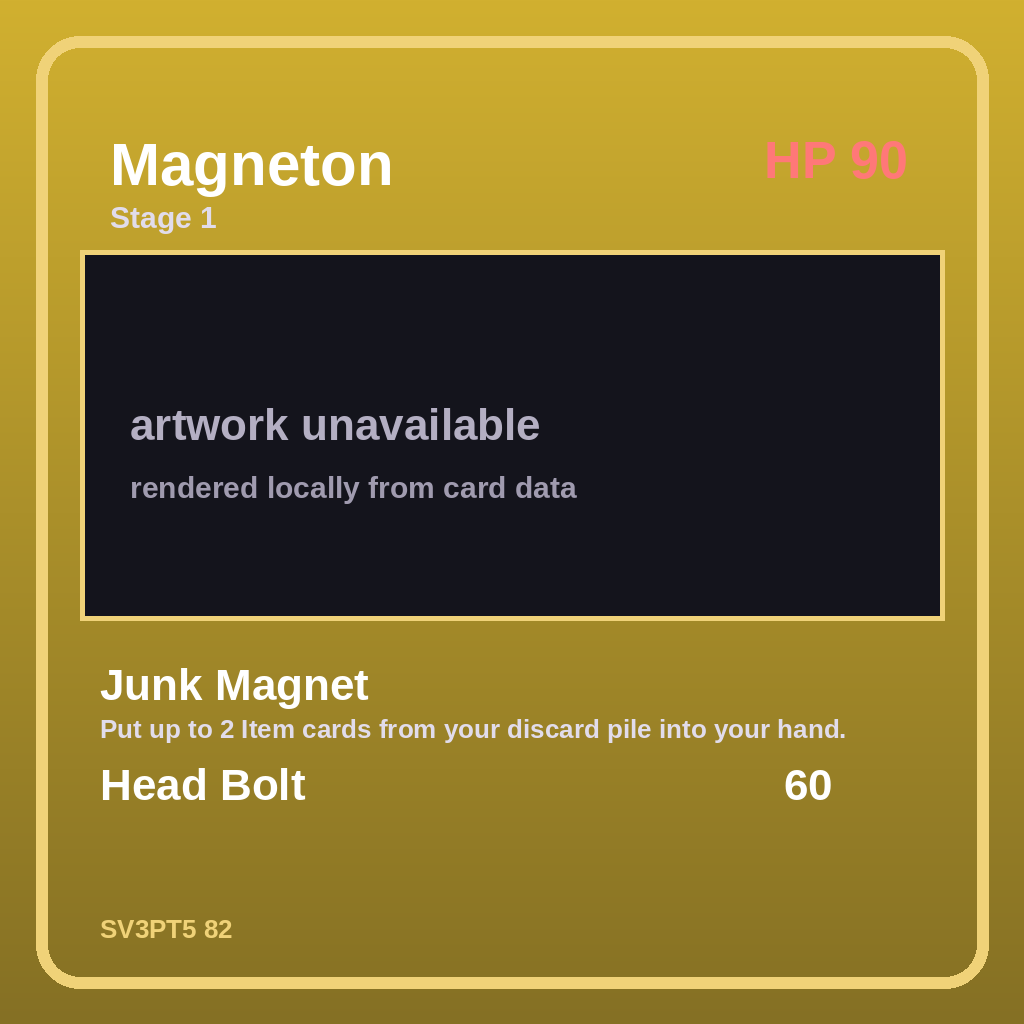 Magneton
HP 90
Stage 1
artwork unavailable
rendered locally from card data
Junk Magnet
Put up to 2 Item cards from your discard pile into your hand.
Head Bolt 60
SV3PT5 82